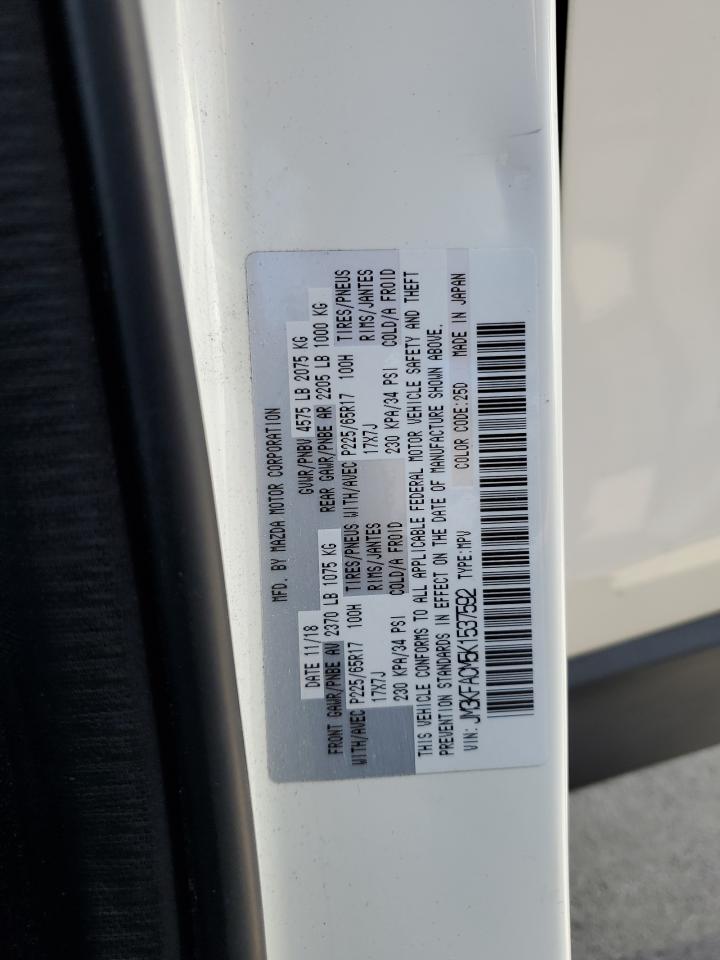 MFD. BY MAZDA MOTOR CORPORATION
DATE 11/18 GVWR/PNBV 4575 LB 2075 KG
FRONT GAWR/PNBE AV 2370 LB 1075 KG REAR GAWR/PNBE AR 2205 LB 1000 KG
WITH/AVEC P225/65R17 100H TIRES/PNEUS WITH/AVEC P225/65R17 100H TIRES/PNEUS
17X7J RIMS/JANTES 17X7J RIMS/JANTES
230 KPA/34 PSI COLD/A FROID 230 KPA/34 PSI COLD/A FROID
THIS VEHICLE CONFORMS TO ALL APPLICABLE FEDERAL MOTOR VEHICLE SAFETY AND THEFT
PREVENTION STANDARDS IN EFFECT ON THE DATE OF MANUFACTURE SHOWN ABOVE.
VIN: JM3KFACM5K1537592 TYPE:MPV COLOR CODE:25D MADE IN JAPAN